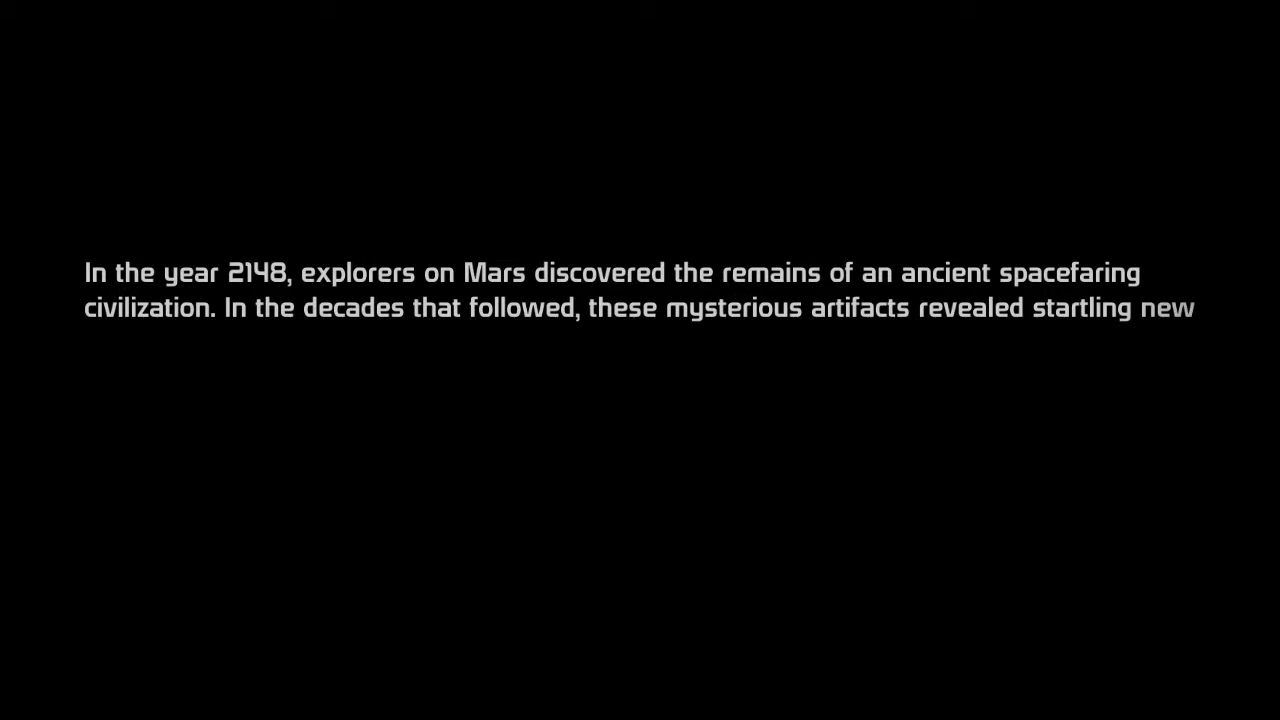 In the year 2148, explorers on Mars discovered the remains of an ancient spacefaring
civilization. In the decades that followed, these mysterious artifacts revealed startling new